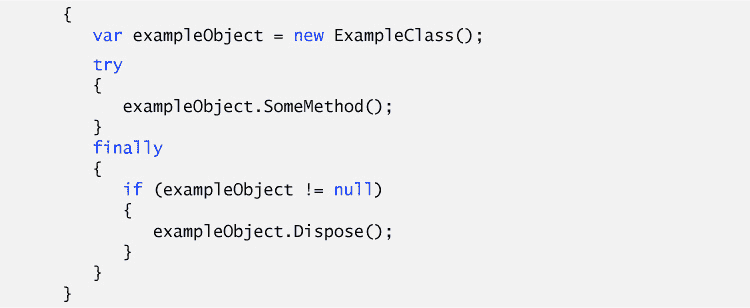 {
var exampleObject = new ExampleClass();
try
{
exampleObject.SomeMethod();
}
finally
{
if (exampleObject != null)
{
exampleObject.Dispose();
}
}
}